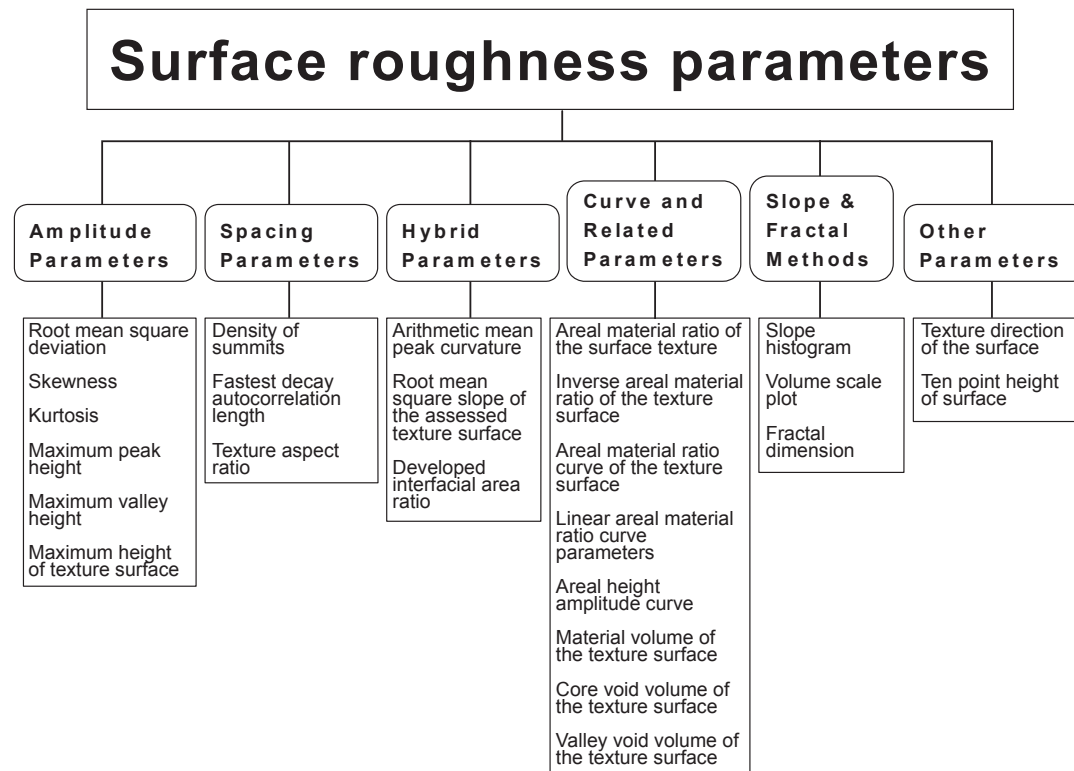 Surface roughness parameters
Amplitude
Parameters
Spacing
Parameters
Hybrid
Parameters
Curve and
Related
Parameters
Slope &
Fractal
Methods
Other
Parameters
Root mean square
deviation
Skewness
Kurtosis
Maximum peak
height
Maximum valley
height
Maximum height
of texture surface
Density of
summits
Fastest decay
autocorrelation
length
Texture aspect
ratio
Arithmetic mean
peak curvature
Root mean
square slope of
the assessed
texture surface
Developed
interfacial area
ratio
Areal material ratio of
the surface texture
Inverse areal material
ratio of the texture
surface
Areal material ratio
curve of the texture
surface
Linear areal material
ratio curve
parameters
Areal height
amplitude curve
Material volume of
the texture surface
Core void volume of
the texture surface
Valley void volume of
the texture surface
Slope
histogram
Volume scale
plot
Fractal
dimension
Texture direction
of the surface
Ten point height
of surface